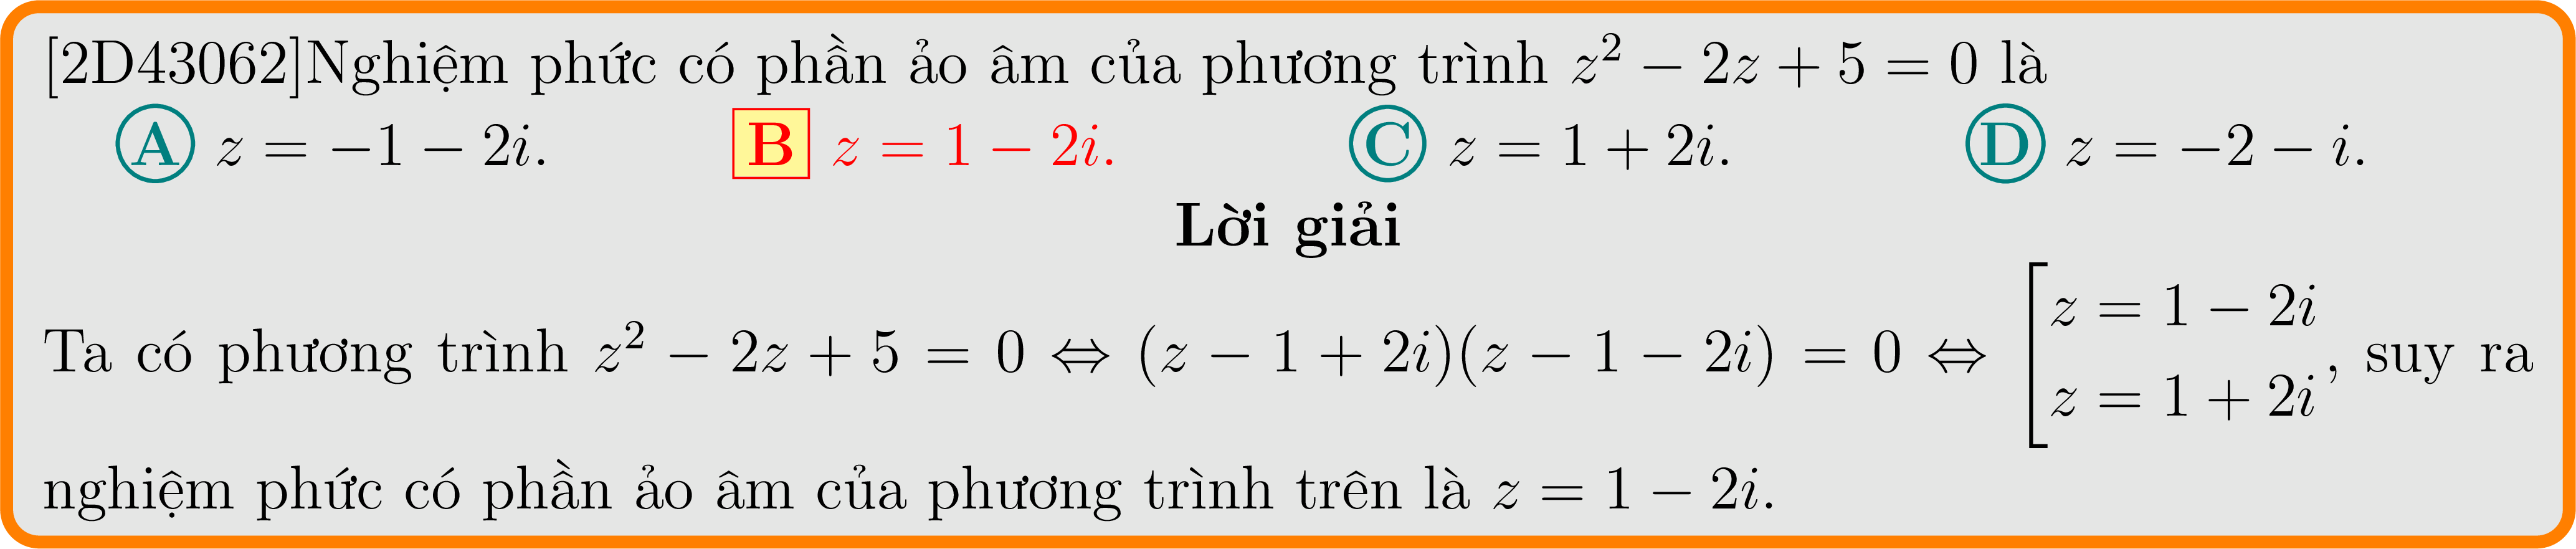 [2D43062]Nghiệm phức có phần ảo âm của phương trình $z^2 - 2z + 5 = 0$ là
A $z = -1 - 2i$. B $z = 1 - 2i$. C $z = 1 + 2i$. D $z = -2 - i$.
Lời giải
Ta có phương trình $z^2 - 2z + 5 = 0 \Leftrightarrow (z - 1 + 2i)(z - 1 - 2i) = 0 \Leftrightarrow \left[\begin{array}{l} z = 1 - 2i \\ z = 1 + 2i \end{array}\right.$, suy ra
nghiệm phức có phần ảo âm của phương trình trên là $z = 1 - 2i$.